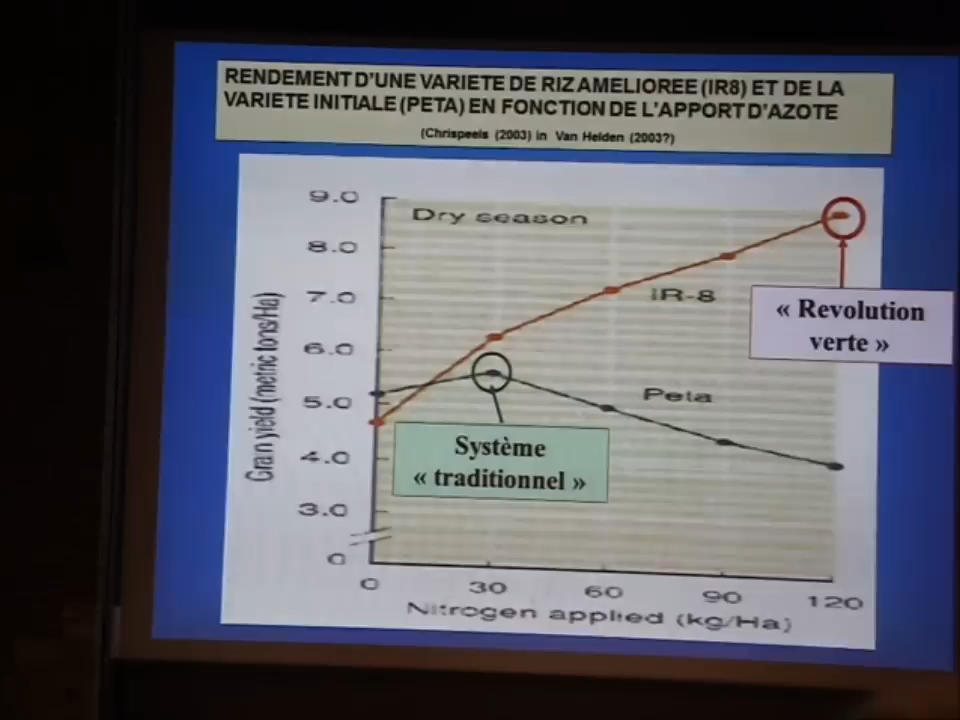 RENDEMENT D'UNE VARIETE DE RIZ AMELIOREE (IR8) ET DE LA
VARIETE INITIALE (PETA) EN FONCTION DE L'APPORT D'AZOTE
(Chrispeels (2003) in Van Helden (2003?)
9.0
Dry season
8.0
7.0
IR-8
« Revolution
verte »
6.0
5.0
Peta
Système
« traditionnel »
4.0
3.0
0
Grain yield (metric tons/Ha)
0 30 60 90 120
Nitrogen applied (kg/Ha)